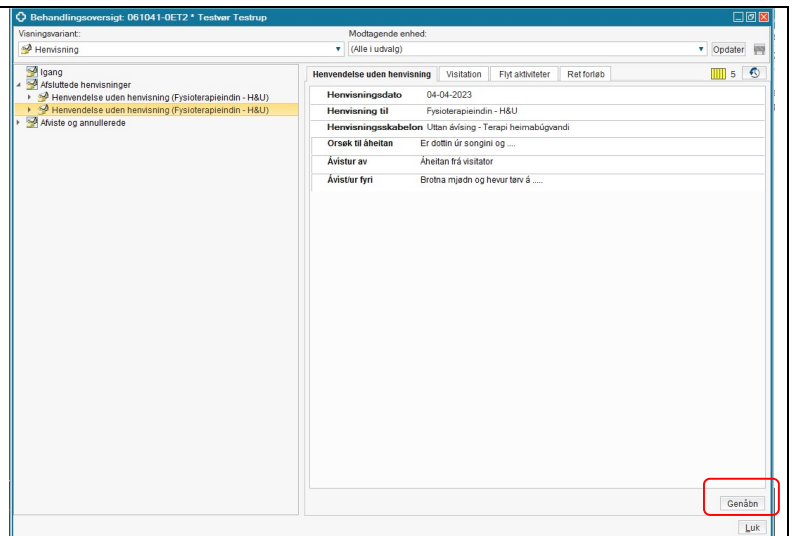 Behandlingsoversigt: 061041-0ET2 * Testvør Testrup
Visningsvariant:: Modtagende enhed:
Henvisning (Alle i udvalg) Opdater
Igang
Afsluttede henvisninger
Henvendelse uden henvisning (Fysioterapieindin - H&U)
Henvendelse uden henvisning (Fysioterapieindin - H&U)
Afviste og annullerede
Henvendelse uden henvisning Visitation Flyt aktiviteter Ret forløb 5
Henvisningsdato 04-04-2023
Henvisning til Fysioterapieindin - H&U
Henvisningsskabelon Uttan ávísing - Terapi heimabúgvandi
Orsøk til áheitan Er dottin úr songini og ....
Ávístur av Áheitan frá visitator
Ávíst/ur fyri Brotna mjødn og hevur tørv á .....
Genåbn
Luk